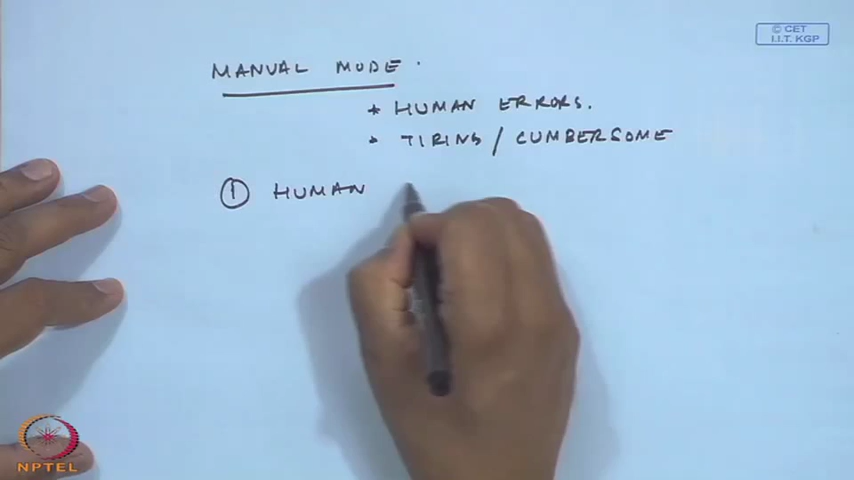 © CET
I.I.T. KGP
MANUAL MODE.
* HUMAN ERRORS.
* TIRING / CUMBERSOME
① HUMAN
NPTEL